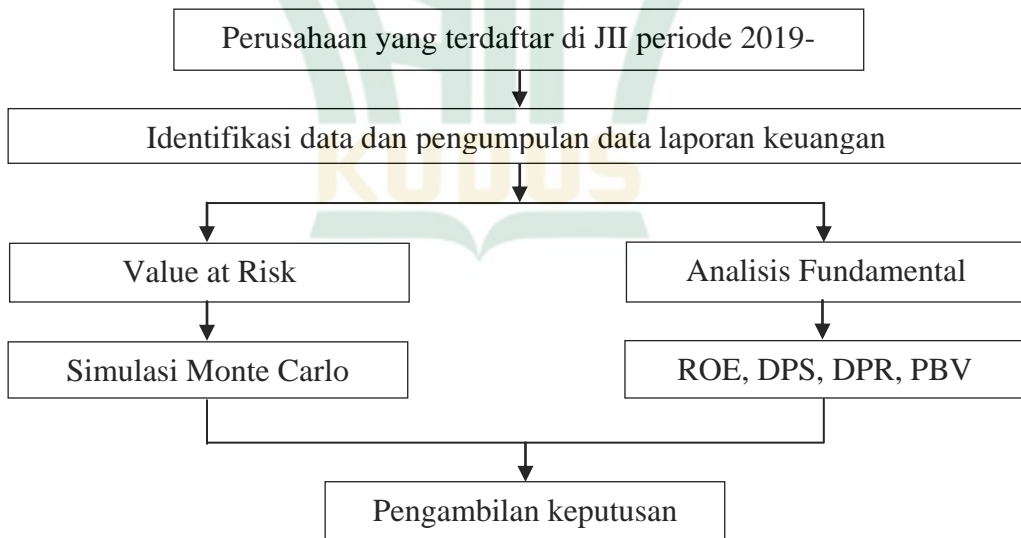 Perusahaan yang terdaftar di JII periode 2019-
Identifikasi data dan pengumpulan data laporan keuangan
KUDUS
Value at Risk
Analisis Fundamental
Simulasi Monte Carlo
ROE, DPS, DPR, PBV
Pengambilan keputusan